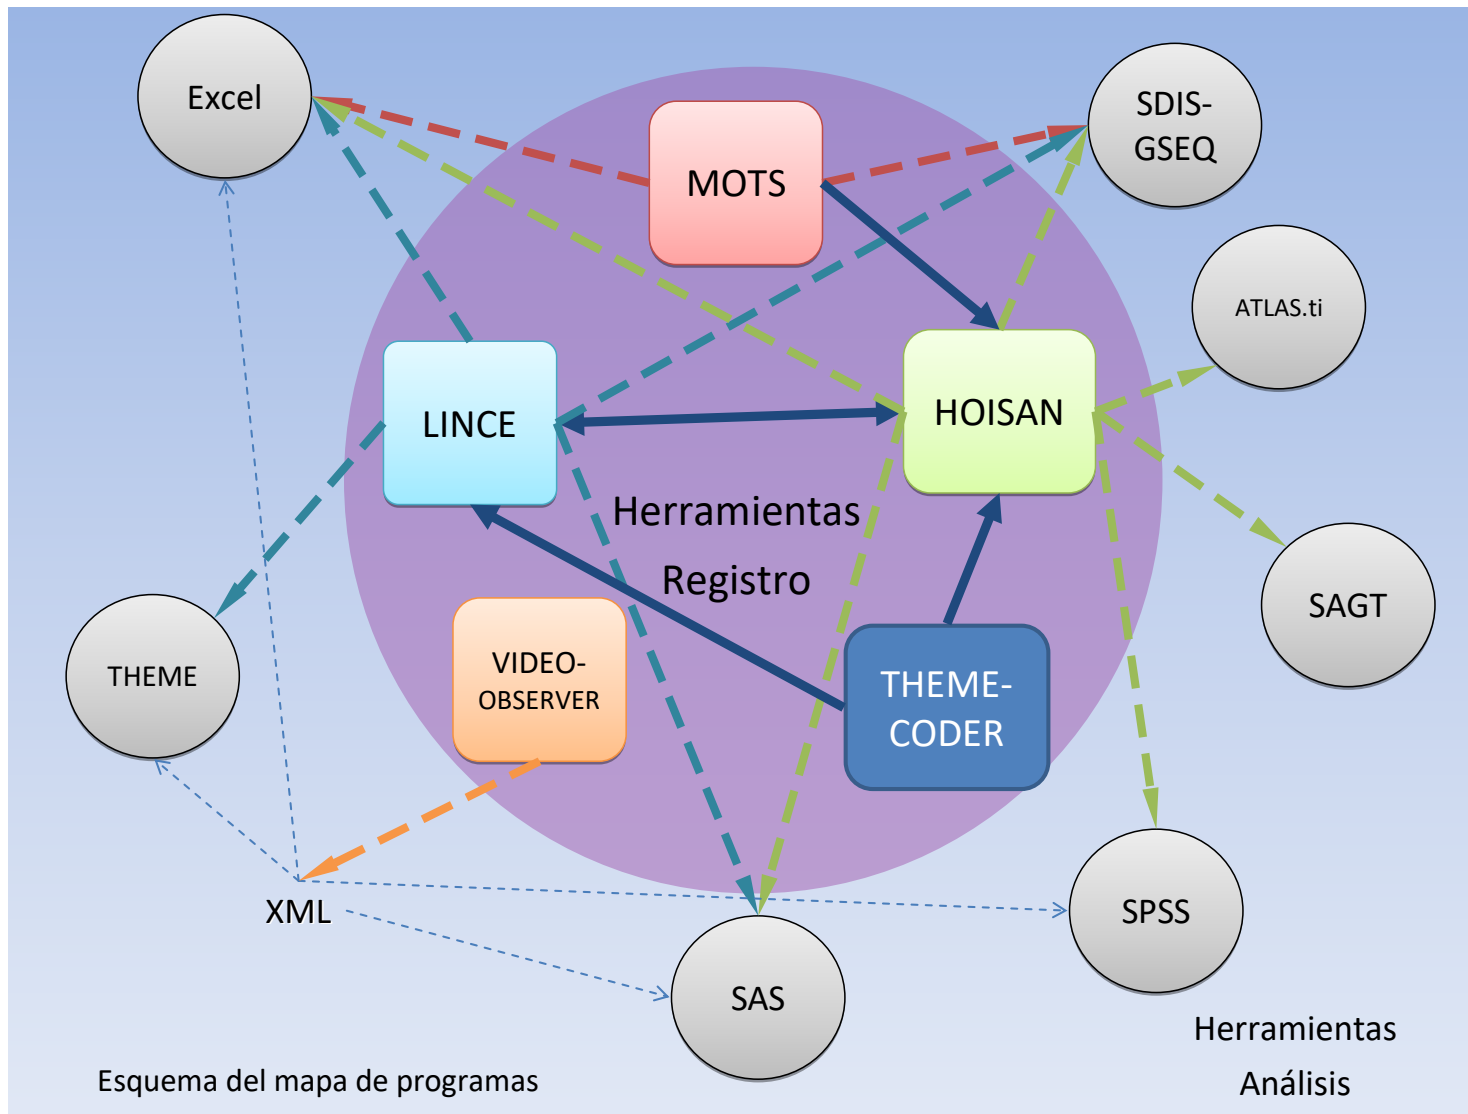 Excel
SDIS-
GSEQ
MOTS
ATLAS.ti
LINCE
HOISAN
Herramientas
Registro
SAGT
THEME
VIDEO-
OBSERVER
THEME-
CODER
XML
SPSS
SAS
Herramientas
Análisis
Esquema del mapa de programas